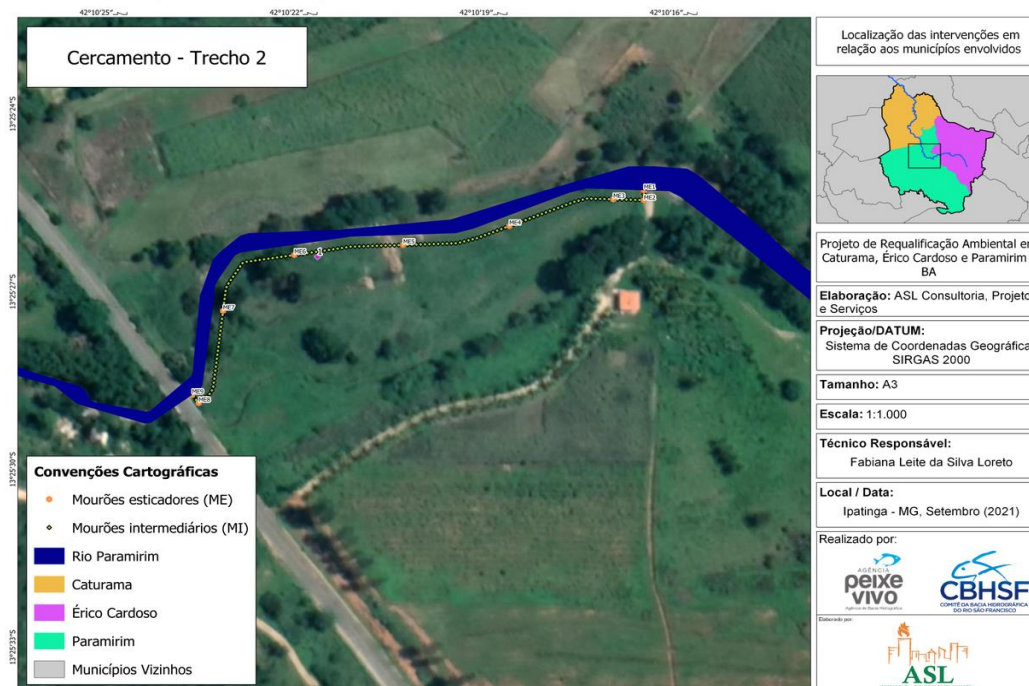 42°10'25"
42°10'22"
42°10'19"
42°10'16"
Cercamento - Trecho 2
13°25'24"S
13°25'27"S
13°25'30"S
13°25'33"S
ME1
ME2
ME3
ME4
ME5
ME6
ME7
ME8
ME9
Convenções Cartográficas
Mourões esticadores (ME)
Mourões intermediários (MI)
Rio Paramirim
Caturama
Érico Cardoso
Paramirim
Municípios Vizinhos
Localização das intervenções em
relação aos municípios envolvidos
Projeto de Requalificação Ambiental em
Caturama, Érico Cardoso e Paramirim
BA
Elaboração: ASL Consultoria, Projeto
e Serviços
Projeção/DATUM:
Sistema de Coordenadas Geográfica
SIRGAS 2000
Tamanho: A3
Escala: 1:1.000
Técnico Responsável:
Fabiana Leite da Silva Loreto
Local / Data:
Ipatinga - MG, Setembro (2021)
Realizado por:
AGÊNCIA
peixe
vivo
Agência de Bacia Hidrográfica
CBHSF
COMITÊ DA BACIA HIDROGRÁFICA
DO RIO SÃO FRANCISCO
Elaborado por:
ASL